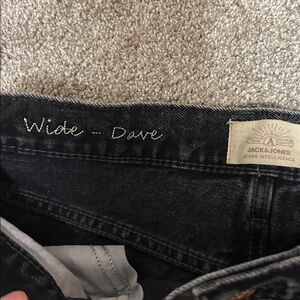 Wide - Dave
JACK&JONES
JEANS INTELLIGENCE